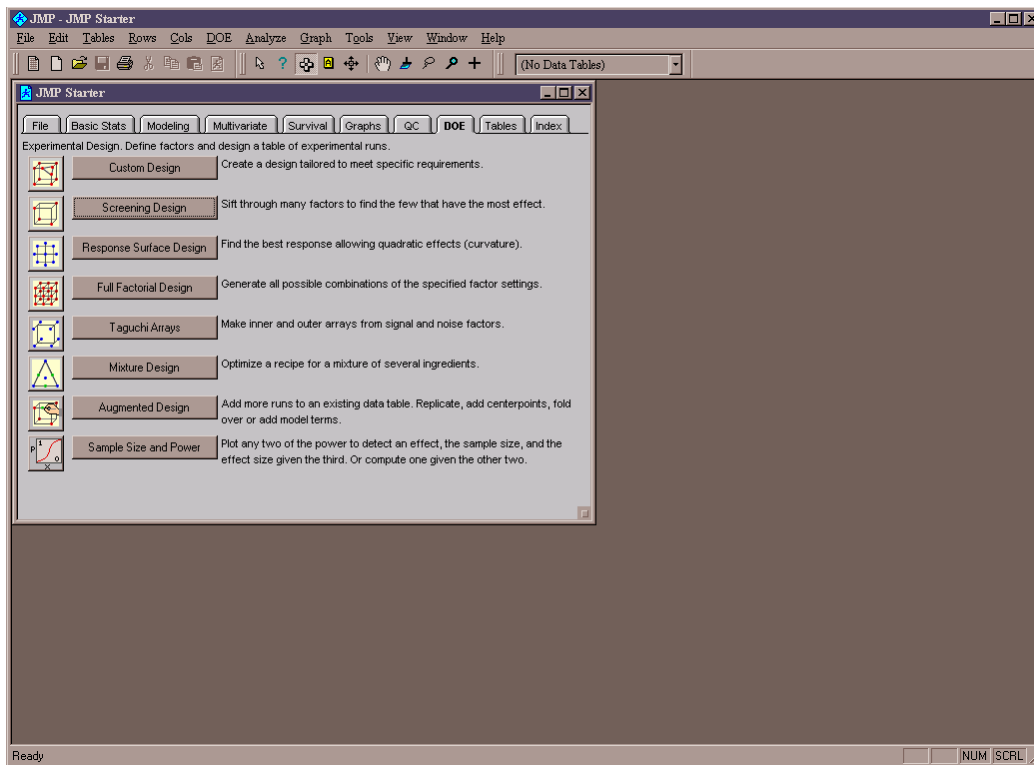 JMP - JMP Starter
File Edit Tables Rows Cols DOE Analyze Graph Tools View Window Help
(No Data Tables)
JMP Starter
File Basic Stats Modeling Multivariate Survival Graphs QC DOE Tables Index
Experimental Design. Define factors and design a table of experimental runs.
Custom Design Create a design tailored to meet specific requirements.
Screening Design Sift through many factors to find the few that have the most effect.
Response Surface Design Find the best response allowing quadratic effects (curvature).
Full Factorial Design Generate all possible combinations of the specified factor settings.
Taguchi Arrays Make inner and outer arrays from signal and noise factors.
Mixture Design Optimize a recipe for a mixture of several ingredients.
Augmented Design Add more runs to an existing data table. Replicate, add centerpoints, fold
over or add model terms.
Sample Size and Power Plot any two of the power to detect an effect, the sample size, and the
effect size given the third. Or compute one given the other two.
Ready NUM SCRL